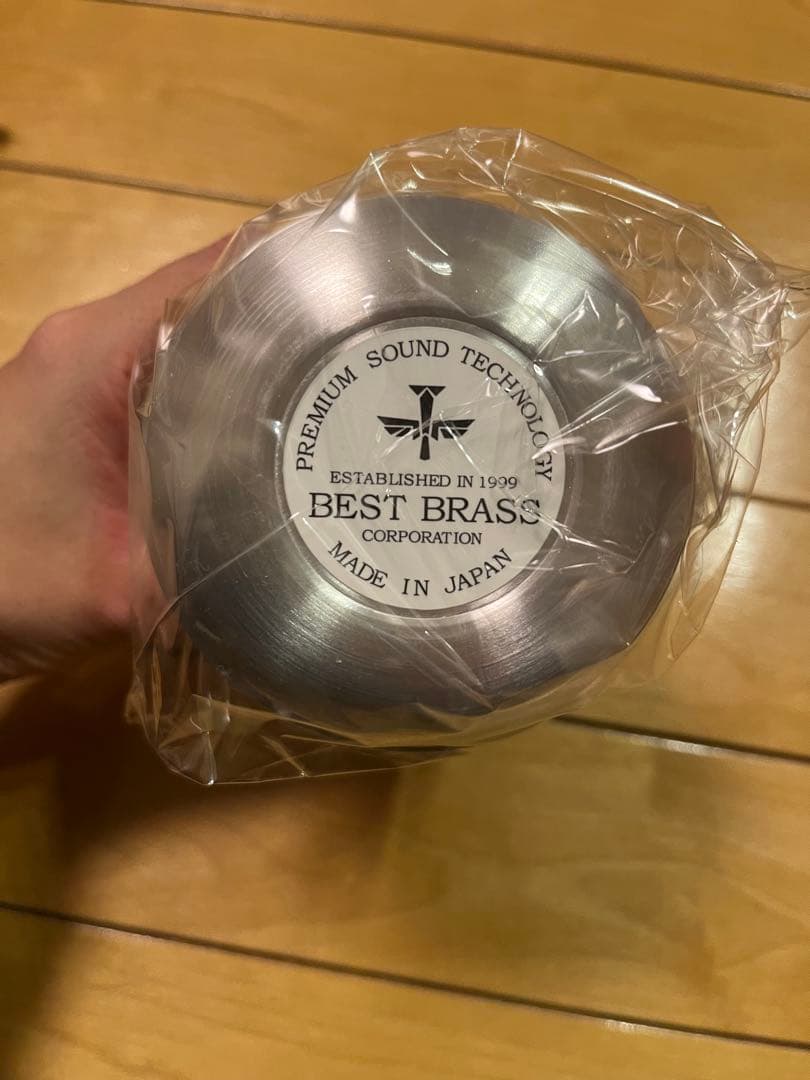 PREMIUM SOUND TECHNOLOGY
ESTABLISHED IN 1999
BEST BRASS
CORPORATION
MADE IN JAPAN